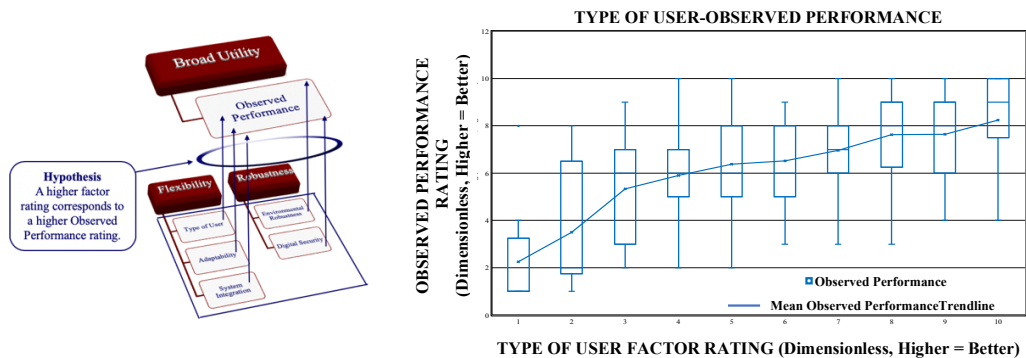 Broad Utility
Observed
Performance
Hypothesis
A higher factor
rating corresponds to
a higher Observed
Performance rating.
Flexibility
Robustness
Type of User
Adaptability
System
Integration
Environmental
Robustness
Digital Security
TYPE OF USER-OBSERVED PERFORMANCE
OBSERVED PERFORMANCE
RATING
(Dimensionless, Higher = Better)
12
10
8
6
4
2
0
Observed Performance
Mean Observed PerformanceTrendline
1 2 3 4 5 6 7 8 9 10
TYPE OF USER FACTOR RATING (Dimensionless, Higher = Better)